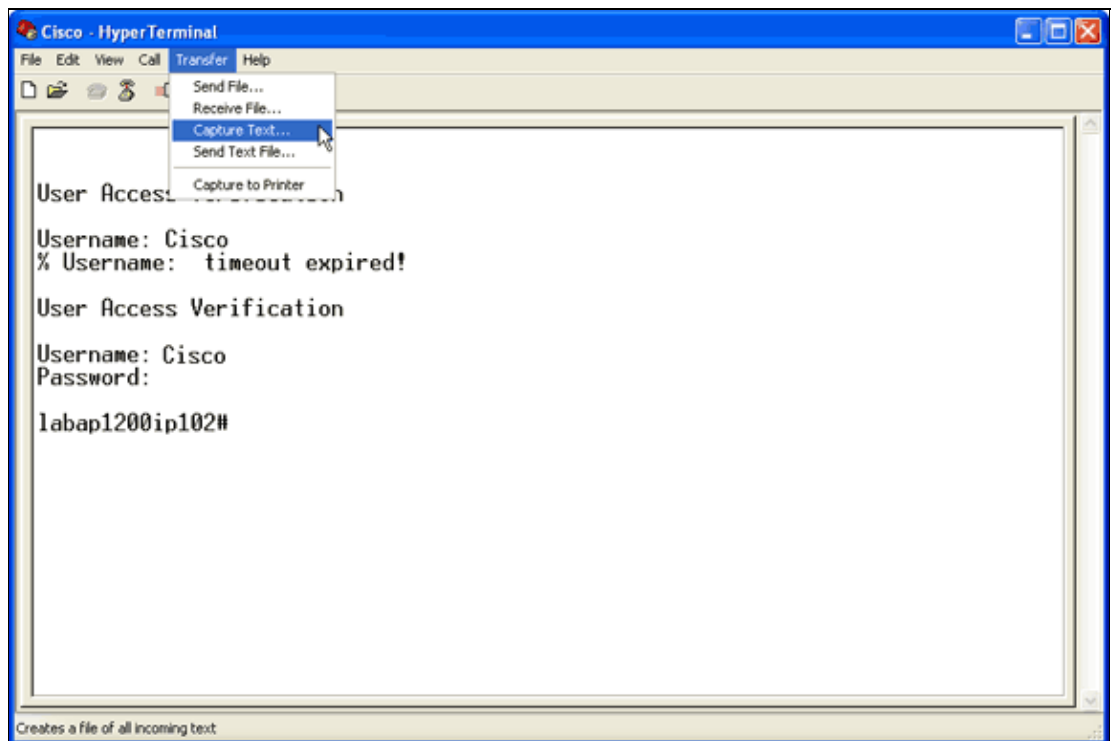 Cisco - HyperTerminal
File Edit View Call Transfer Help
Send File...
Receive File...
Capture Text...
Send Text File...
Capture to Printer
User Access
Username: Cisco
% Username:  timeout expired!
User Access Verification
Username: Cisco
Password:
labap1200ip102#
Creates a file of all incoming text